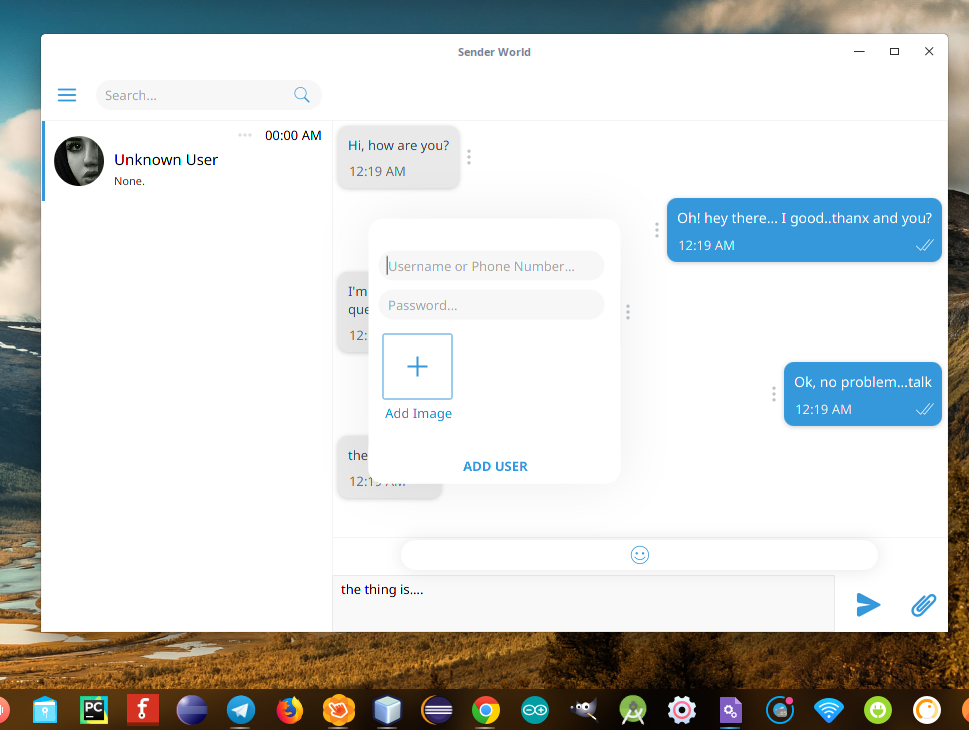 Sender World
Search...
00:00 AM
Unknown User
None.
Hi, how are you?
12:19 AM
Oh! hey there... I good..thanx and you?
12:19 AM
Username or Phone Number...
I'm
que
12:
Password...
Add Image
Ok, no problem...talk
12:19 AM
the
12:19 AM
ADD USER
the thing is....
PC